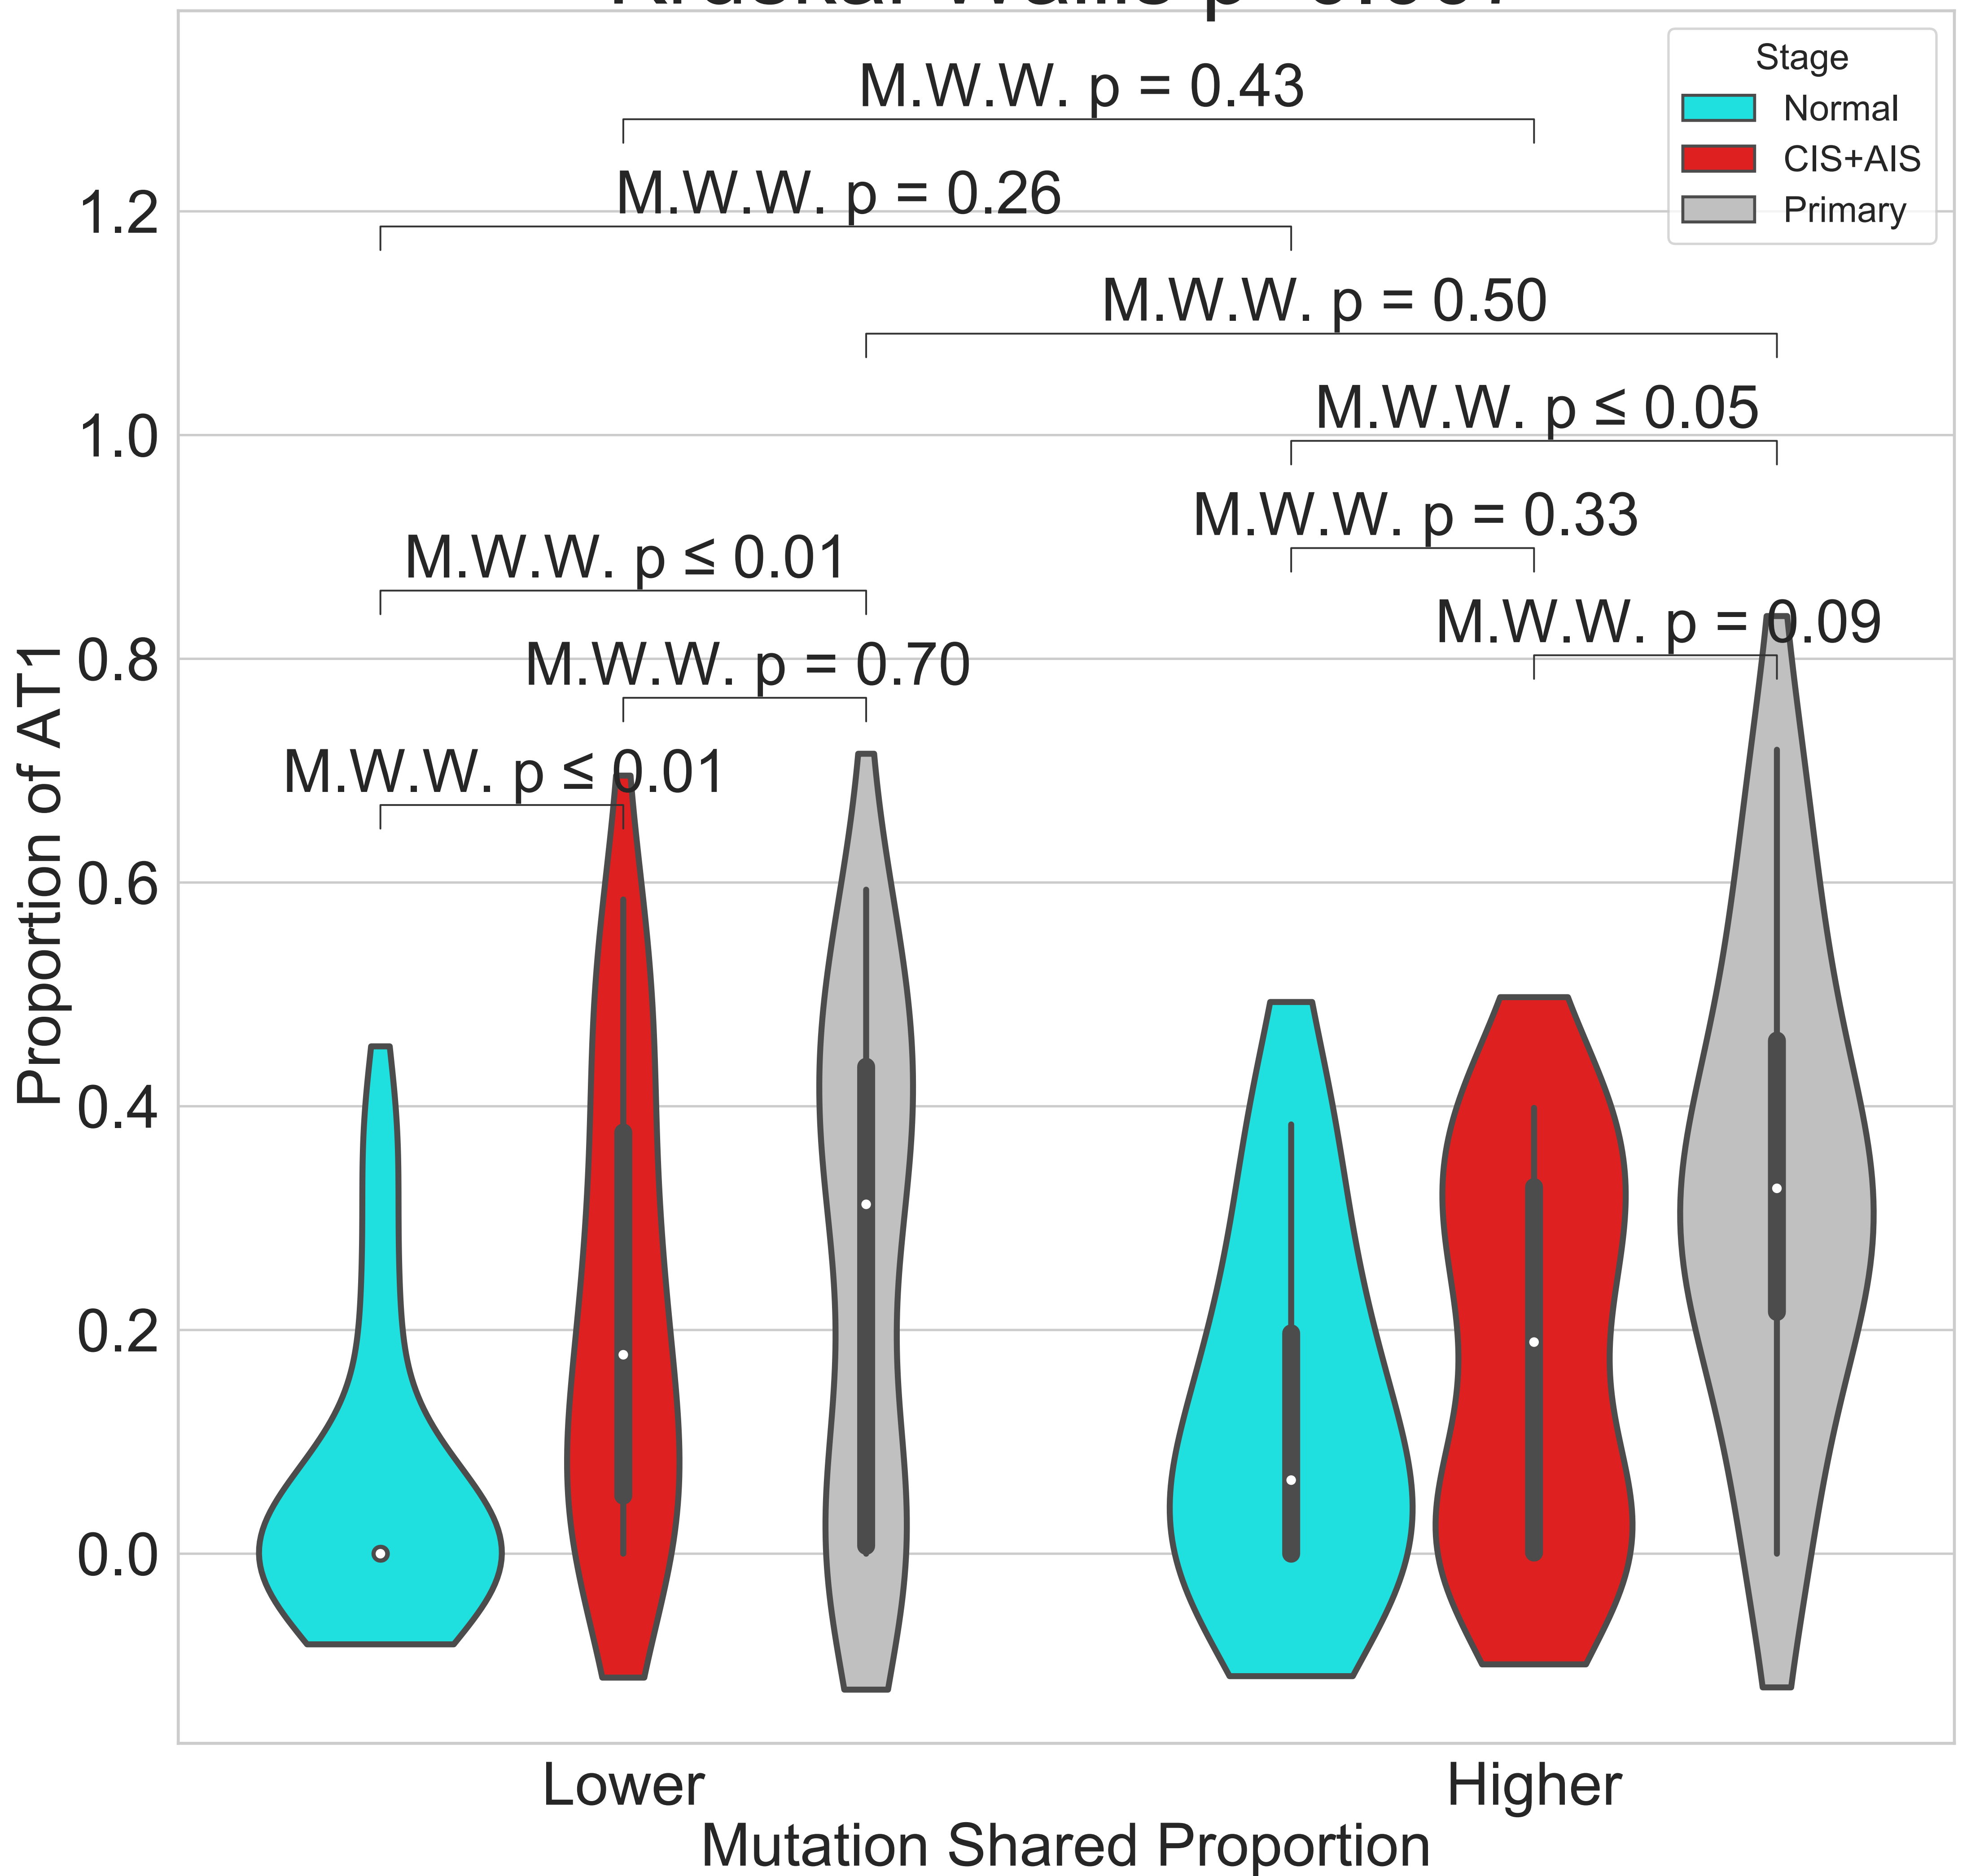 Stage
Normal
CIS+AIS
Primary
M.W.W. p = 0.43
M.W.W. p = 0.26
M.W.W. p = 0.50
M.W.W. p ≤ 0.05
M.W.W. p = 0.33
M.W.W. p ≤ 0.01
M.W.W. p = 0.09
M.W.W. p = 0.70
M.W.W. p ≤ 0.01
1.2
1.0
0.8
0.6
0.4
0.2
0.0
Proportion of AT1
Lower
Higher
Mutation Shared Proportion